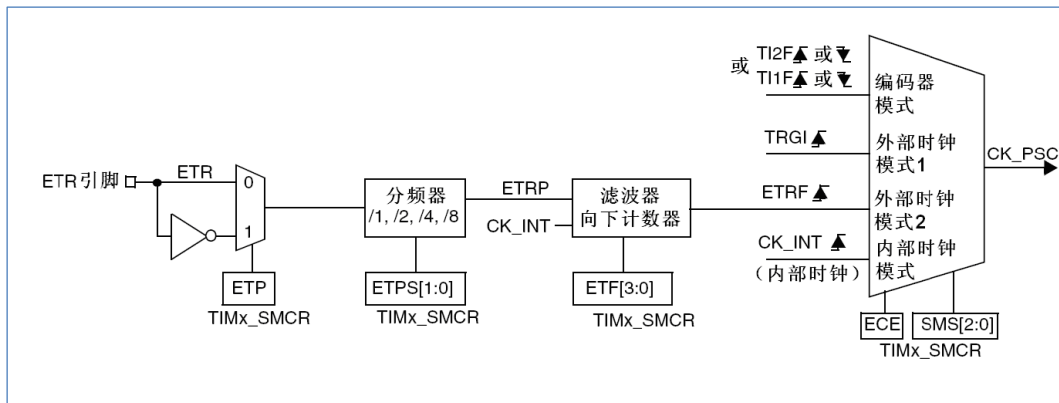 TI2F 或
或 TI1F 或
编码器
模式
TRGI
外部时钟
模式1
CK_PSC
ETR引脚
ETR
0
1
分频器
/1, /2, /4, /8
ETRP
CK_INT
滤波器
向下计数器
ETRF
外部时钟
模式2
CK_INT
(内部时钟)
内部时钟
模式
ETP
TIMx_SMCR
ETPS[1:0]
TIMx_SMCR
ETF[3:0]
TIMx_SMCR
ECE
SMS[2:0]
TIMx_SMCR